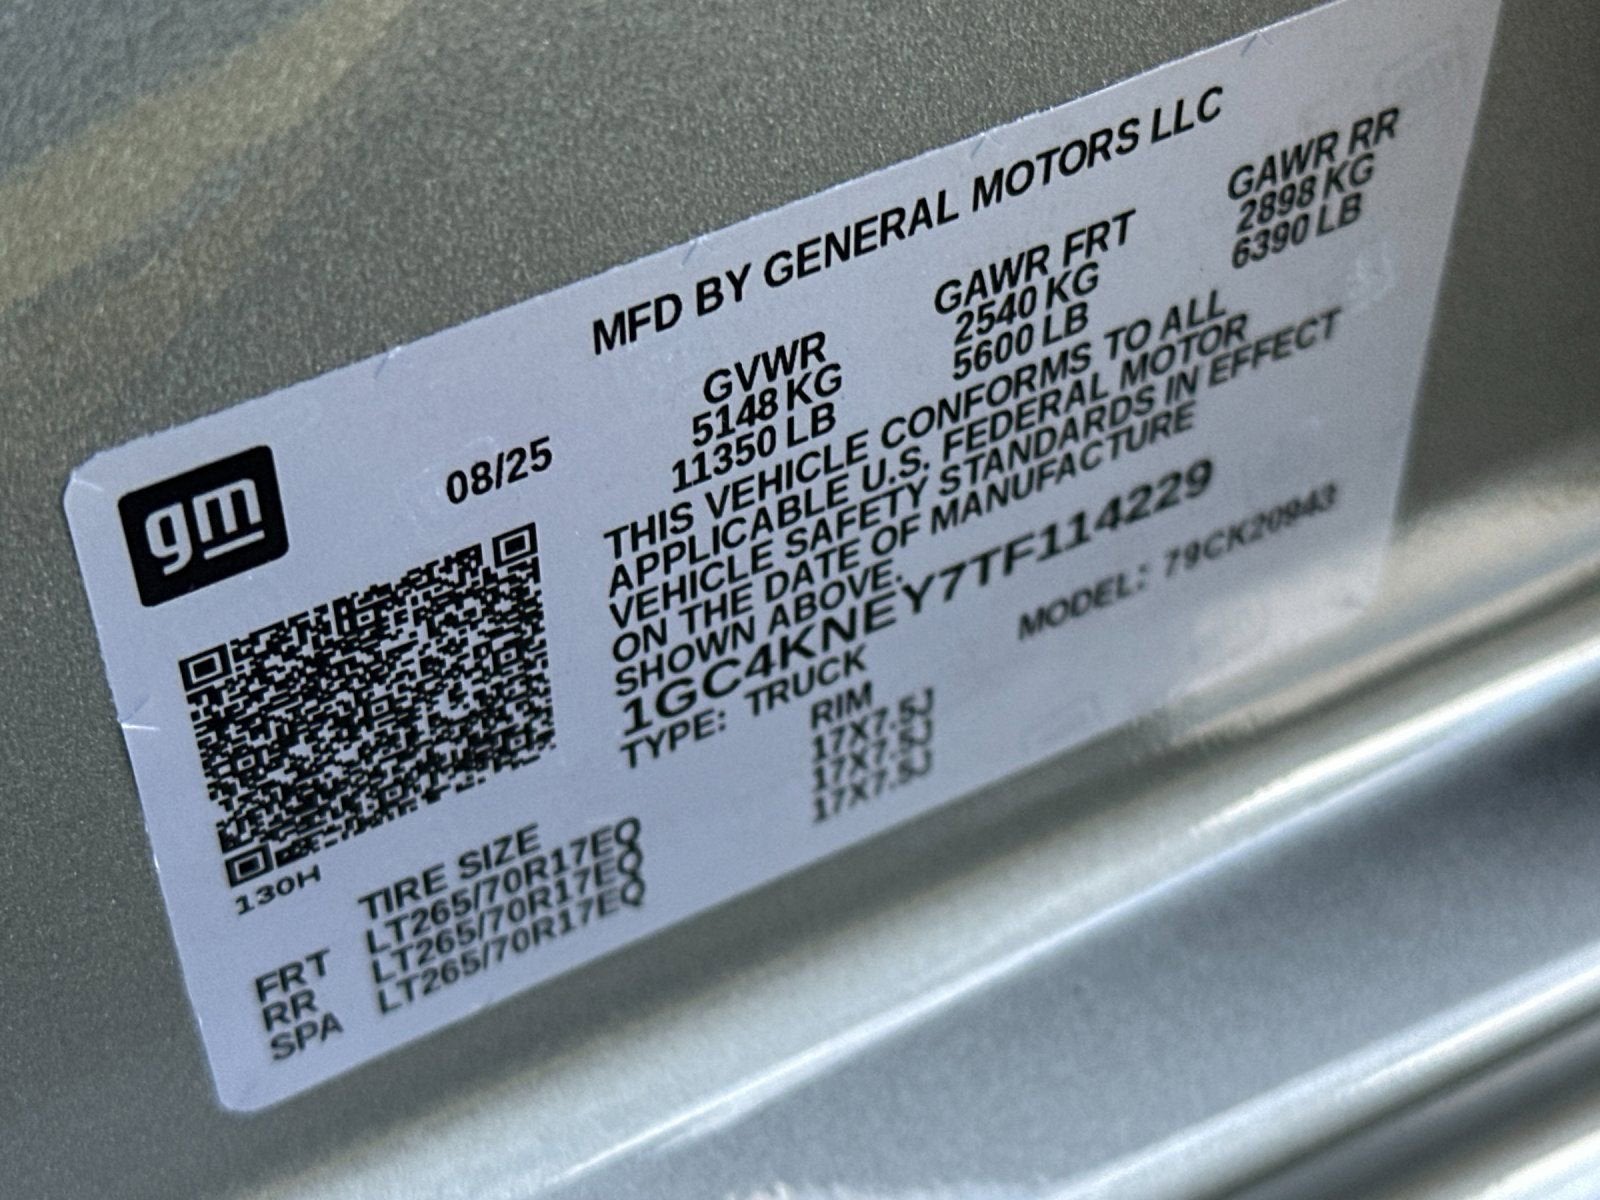 MFD BY GENERAL MOTORS LLC
gm
08/25
GVWR GAWR FRT GAWR RR
5148 KG 2540 KG 2898 KG
11350 LB 5600 LB 6390 LB
THIS VEHICLE CONFORMS TO ALL
APPLICABLE U.S. FEDERAL MOTOR
VEHICLE SAFETY STANDARDS IN EFFECT
ON THE DATE OF MANUFACTURE
SHOWN ABOVE.
1GC4KNEY7TF114229
TYPE: TRUCK MODEL: 79CK20943
130H
TIRE SIZE RIM
FRT LT265/70R17EQ 17X7.5J
RR LT265/70R17EQ 17X7.5J
SPA LT265/70R17EQ 17X7.5J